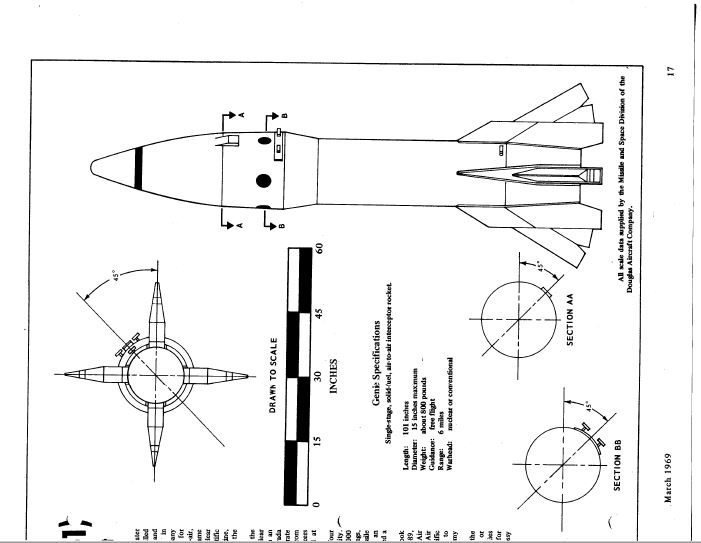 A
B
A
B
45°
DRAWN TO SCALE
0
15
30
45
60
INCHES
Genie Specifications
Single-stage, solid-fuel, air-to-air interceptor rocket.
Length: 101 inches
Diameter: 15 inches maximum
Weight: about 800 pounds
Guidance: free flight
Range: 6 miles
Warhead: nuclear or conventional
45°
SECTION AA
45°
SECTION BB
All scale data supplied by the Missile and Space Division of the
Douglas Aircraft Company.
March 1969
17